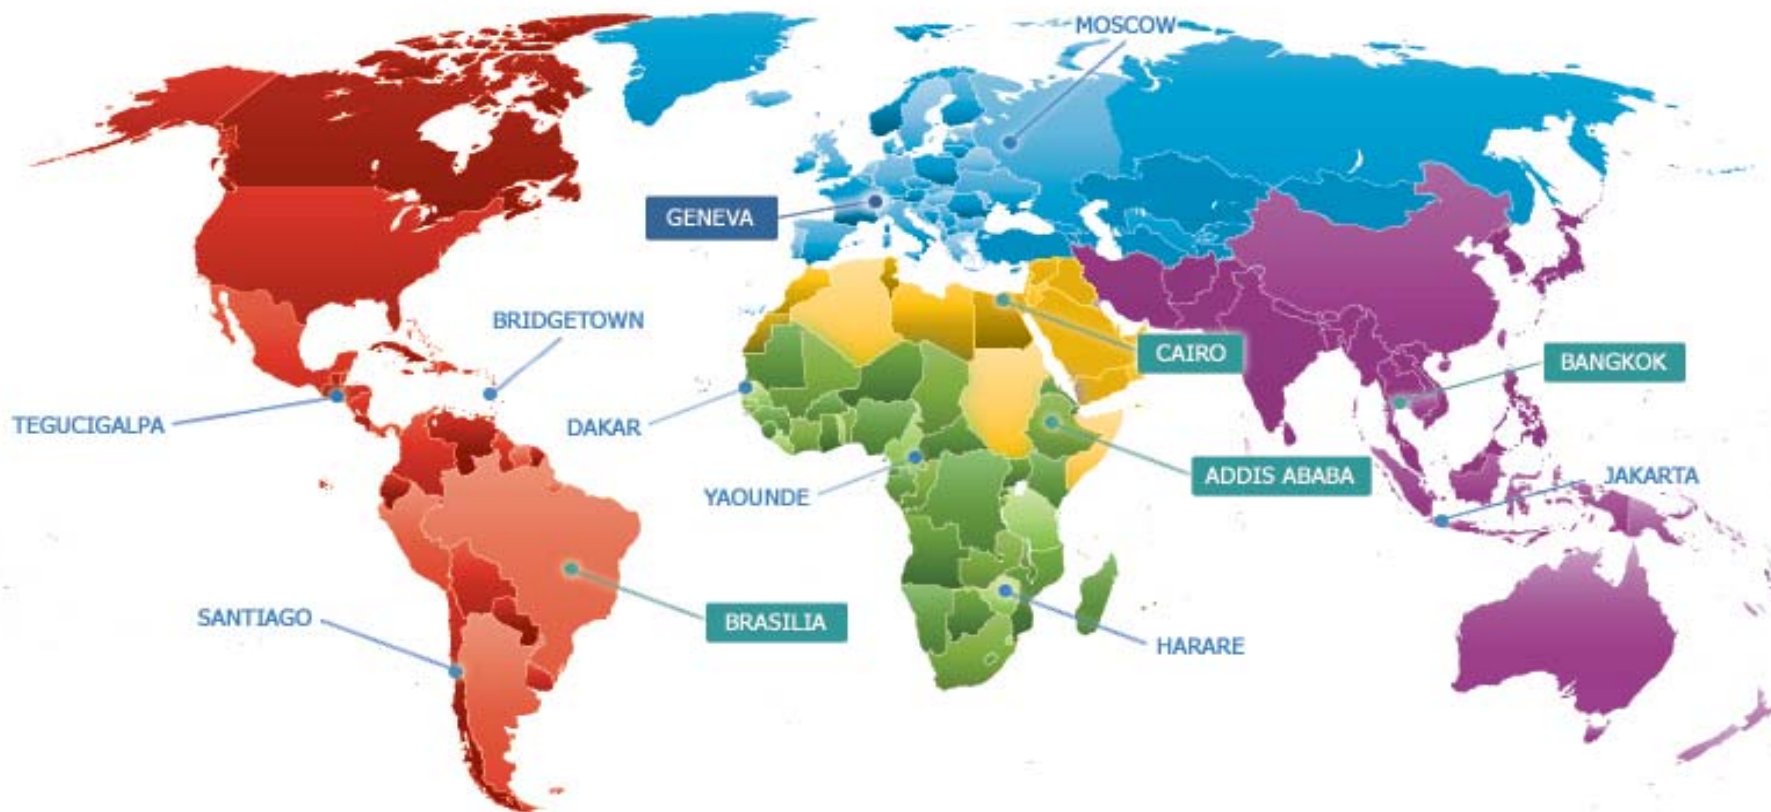 MOSCOW
GENEVA
BRIDGETOWN
CAIRO
BANGKOK
TEGUCIGALPA
DAKAR
ADDIS ABABA
JAKARTA
YAOUNDE
SANTIAGO
BRASILIA
HARARE